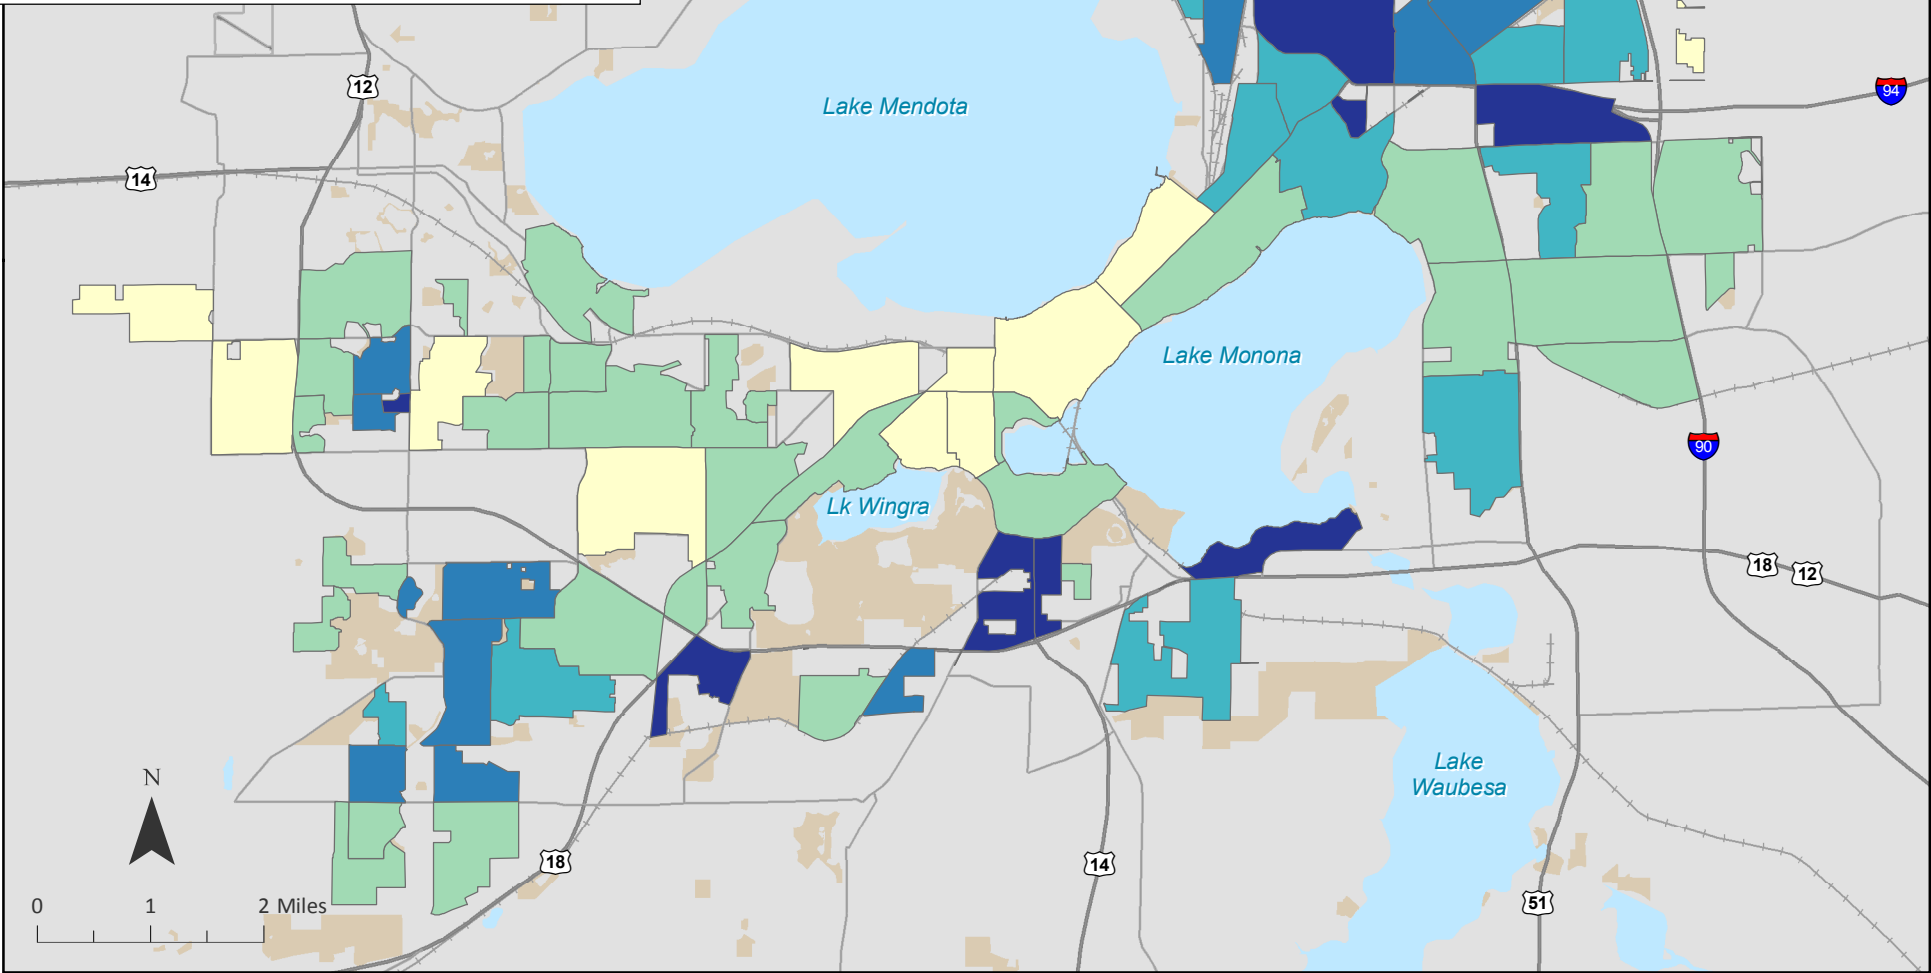 12
94
Lake Mendota
14
Lake Monona
90
Lk Wingra
18
12
Lake
Waubesa
N
18
14
51
0 1 2 Miles